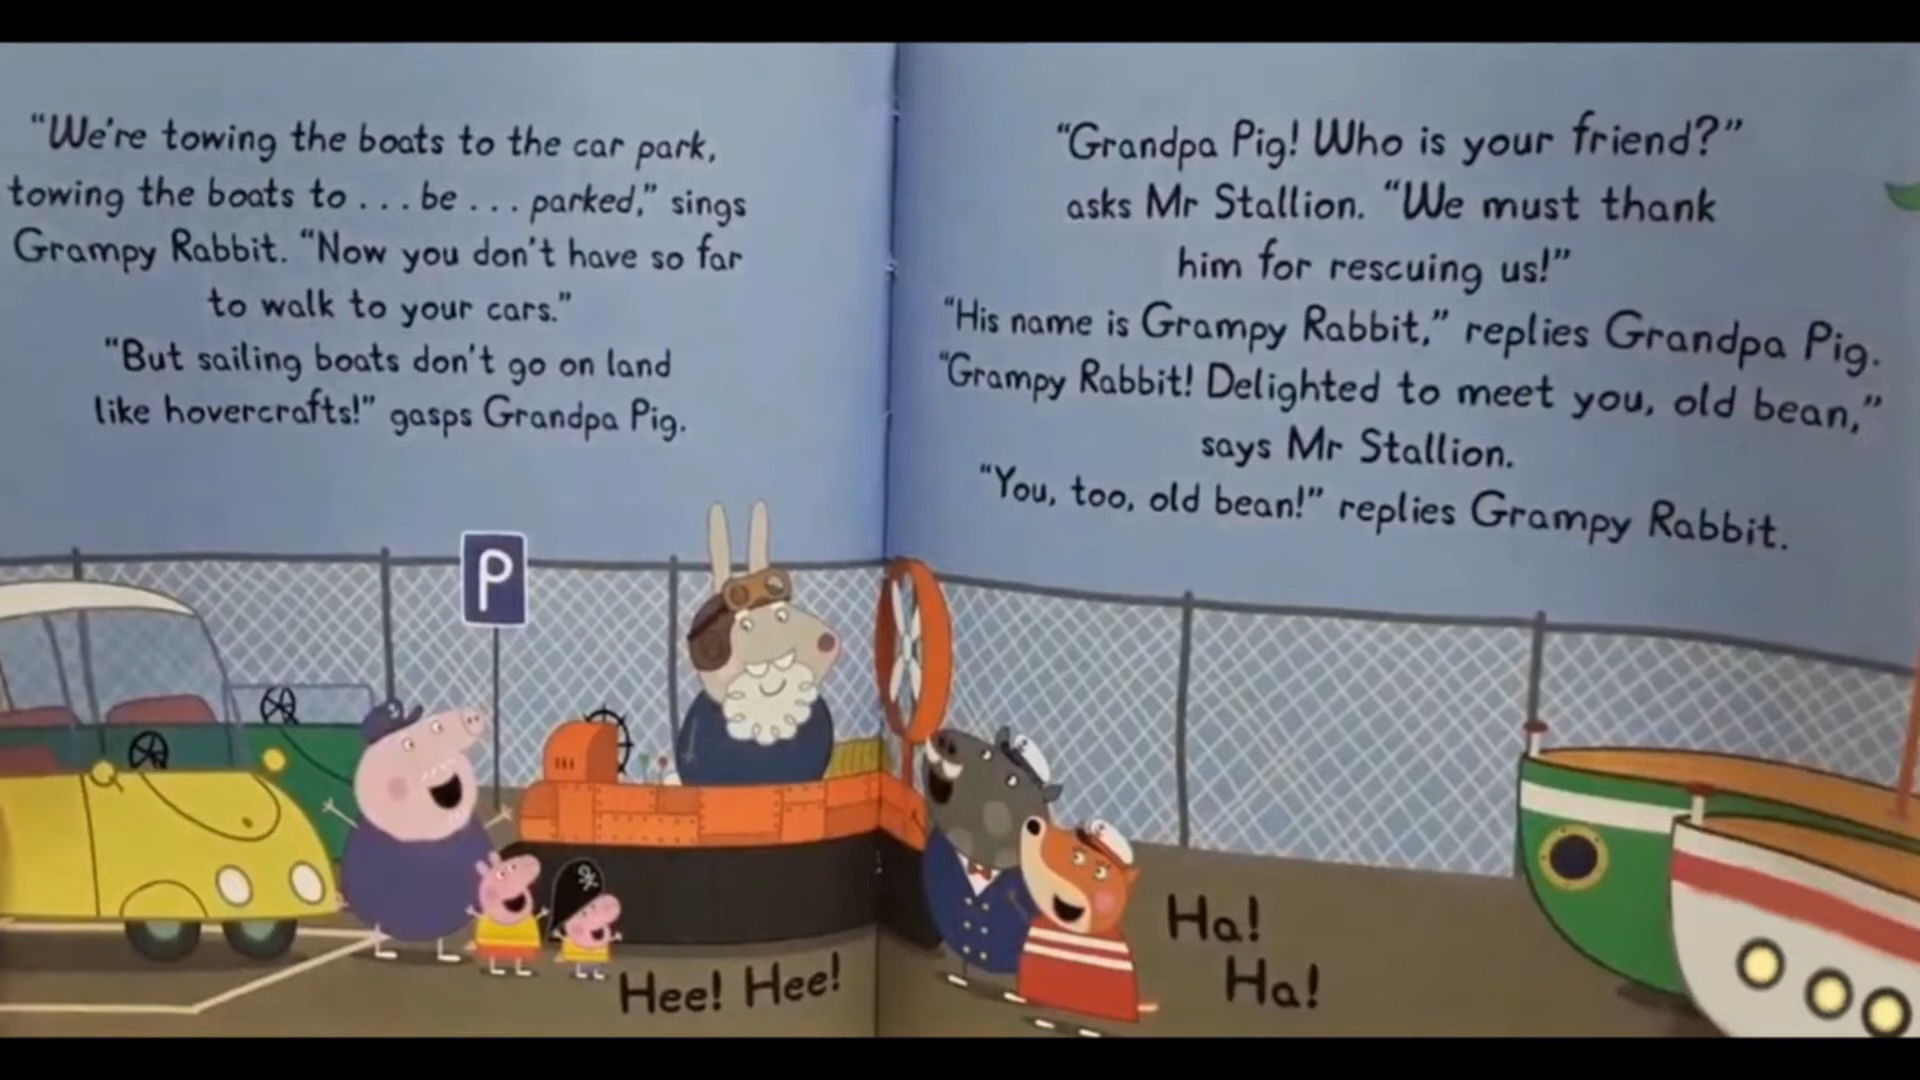 “We’re towing the boats to the car park,
towing the boats to . . . be . . . parked,” sings
Grampy Rabbit. “Now you don’t have so far
to walk to your cars.”
“But sailing boats don’t go on land
like hovercrafts!” gasps Grandpa Pig.
P
Hee! Hee!
“Grandpa Pig! Who is your friend?”
asks Mr Stallion. “We must thank
him for rescuing us!”
“His name is Grampy Rabbit,” replies Grandpa Pig.
“Grampy Rabbit! Delighted to meet you, old bean,”
says Mr Stallion.
“You, too, old bean!” replies Grampy Rabbit.
Ha!
Ha!